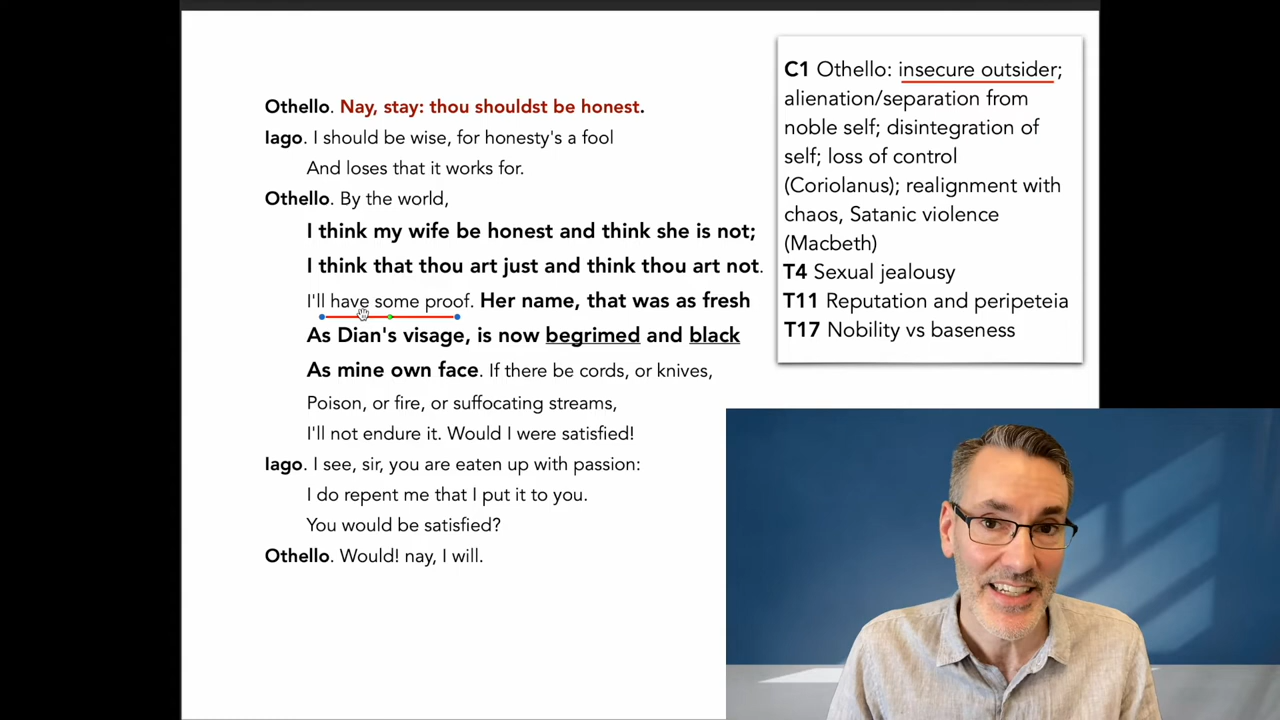 Othello. Nay, stay: thou shouldst be honest.
Iago. I should be wise, for honesty's a fool
And loses that it works for.
Othello. By the world,
I think my wife be honest and think she is not;
I think that thou art just and think thou art not.
I'll have some proof. Her name, that was as fresh
As Dian's visage, is now begrimed and black
As mine own face. If there be cords, or knives,
Poison, or fire, or suffocating streams,
I'll not endure it. Would I were satisfied!
Iago. I see, sir, you are eaten up with passion:
I do repent me that I put it to you.
You would be satisfied?
Othello. Would! nay, I will.
C1 Othello: insecure outsider;
alienation/separation from
noble self; disintegration of
self; loss of control
(Coriolanus); realignment with
chaos, Satanic violence
(Macbeth)
T4 Sexual jealousy
T11 Reputation and peripeteia
T17 Nobility vs baseness